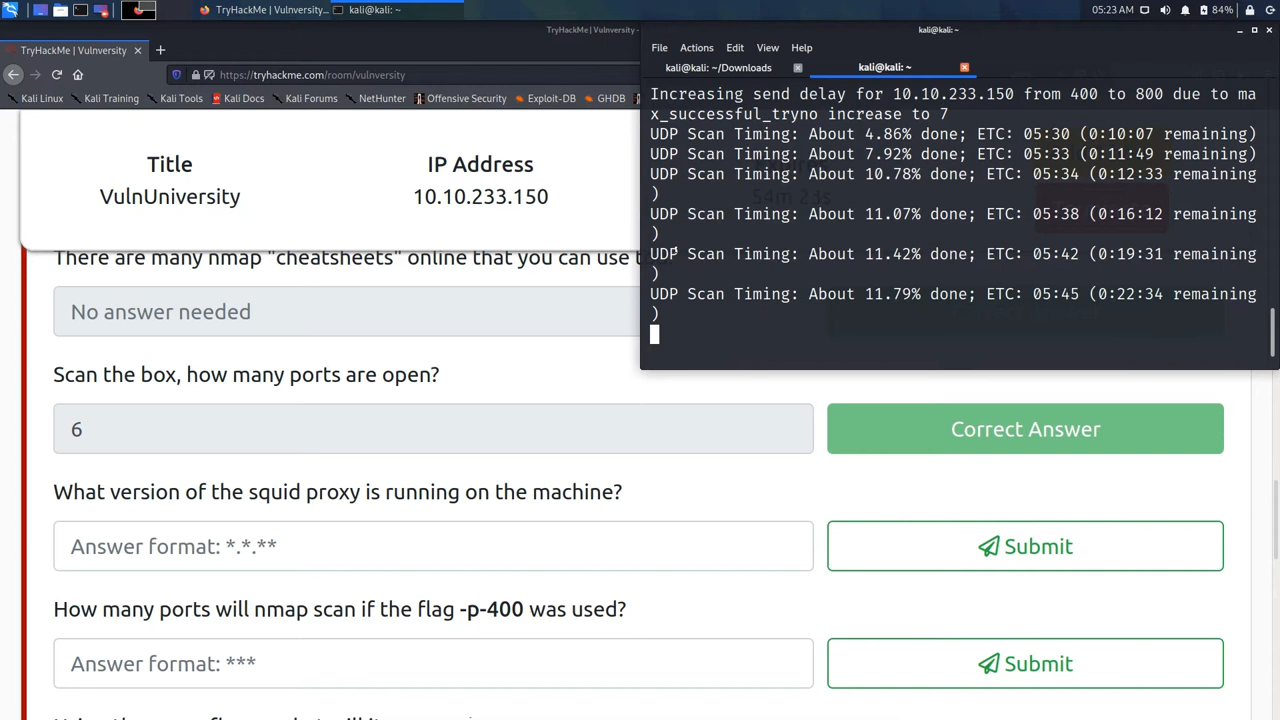 TryHackMe | Vulnversity...
kali@kali: ~
05:23 AM
84%
TryHackMe | Vulnversity -
kali@kali: ~
TryHackMe | Vulnversity
https://tryhackme.com/room/vulnversity
Kali Linux
Kali Training
Kali Tools
Kali Docs
Kali Forums
NetHunter
Offensive Security
Exploit-DB
GHDB
File Actions Edit View Help
kali@kali: ~/Downloads
kali@kali: ~
Increasing send delay for 10.10.233.150 from 400 to 800 due to ma
x_successful_tryno increase to 7
UDP Scan Timing: About 4.86% done; ETC: 05:30 (0:10:07 remaining)
UDP Scan Timing: About 7.92% done; ETC: 05:33 (0:11:49 remaining)
UDP Scan Timing: About 10.78% done; ETC: 05:34 (0:12:33 remaining
)
UDP Scan Timing: About 11.07% done; ETC: 05:38 (0:16:12 remaining
)
UDP Scan Timing: About 11.42% done; ETC: 05:42 (0:19:31 remaining
)
UDP Scan Timing: About 11.79% done; ETC: 05:45 (0:22:34 remaining
)
Title
IP Address
VulnUniversity
10.10.233.150
54m 23s
There are many nmap "cheatsheets" online that you can use t
No answer needed
Scan the box, how many ports are open?
6
Correct Answer
What version of the squid proxy is running on the machine?
Answer format: *.*.**
Submit
How many ports will nmap scan if the flag -p-400 was used?
Answer format: ***
Submit